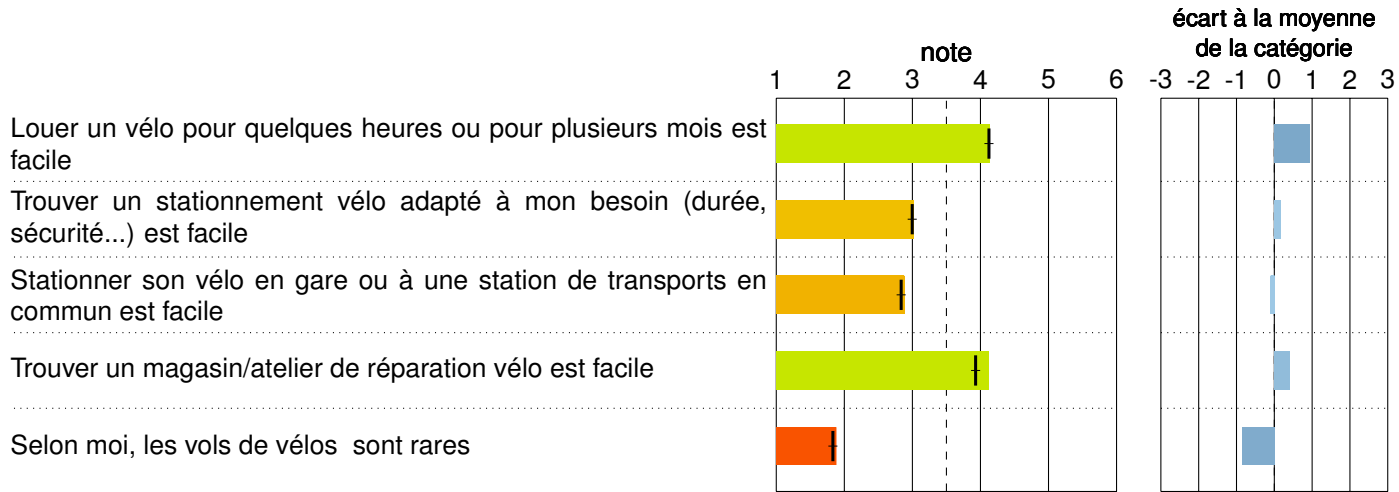 écart à la moyenne
de la catégorie
note
1 2 3 4 5 6
-3 -2 -1 0 1 2 3
Louer un vélo pour quelques heures ou pour plusieurs mois est
facile
Trouver un stationnement vélo adapté à mon besoin (durée,
sécurité...) est facile
Stationner son vélo en gare ou à une station de transports en
commun est facile
Trouver un magasin/atelier de réparation vélo est facile
Selon moi, les vols de vélos sont rares